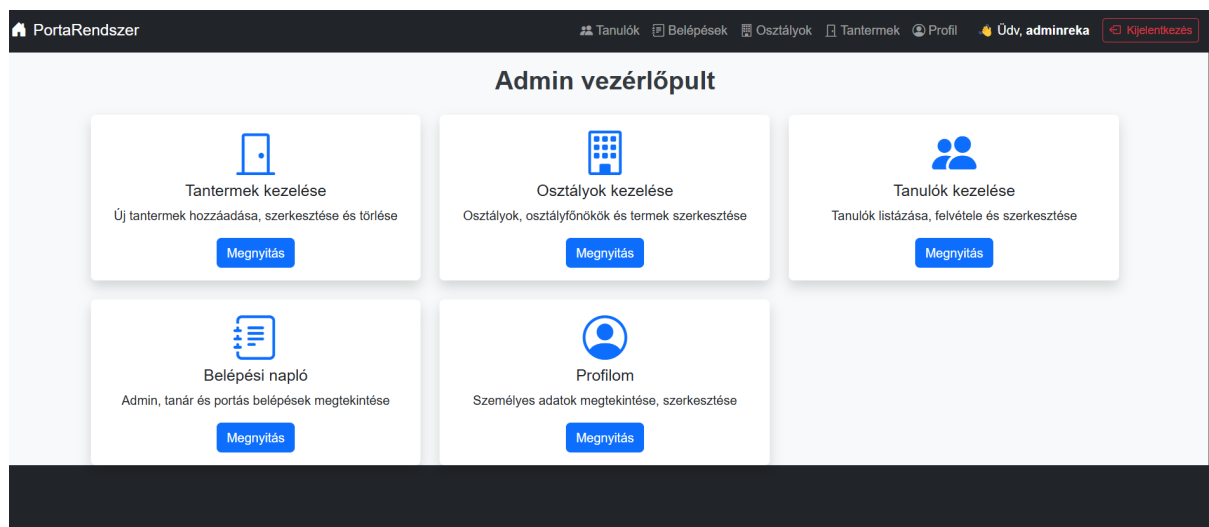 PortaRendszer
Tanulók Belépések Osztályok Tantermek Profil Üdv, adminreka Kijelentkezés
Admin vezérlőpult
Tantermek kezelése
Új tantermek hozzáadása, szerkesztése és törlése
Megnyitás
Osztályok kezelése
Osztályok, osztályfőnökök és termek szerkesztése
Megnyitás
Tanulók kezelése
Tanulók listázása, felvétele és szerkesztése
Megnyitás
Belépési napló
Admin, tanár és portás belépések megtekintése
Megnyitás
Profilom
Személyes adatok megtekintése, szerkesztése
Megnyitás